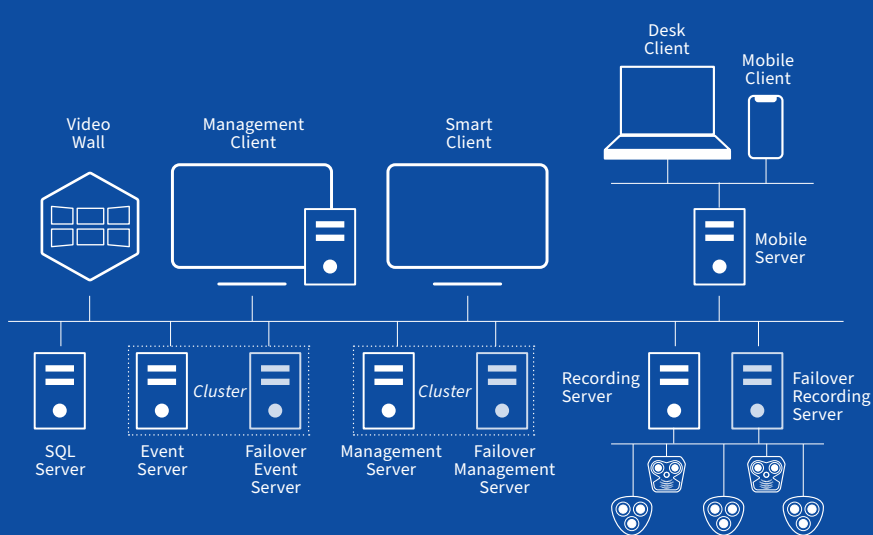 Desk
Client
Mobile
Client
Video
Wall
Management
Client
Smart
Client
Mobile
Server
Cluster
Cluster
Recording
Server
Failover
Recording
Server
SQL
Server
Event
Server
Failover
Event
Server
Management
Server
Failover
Management
Server